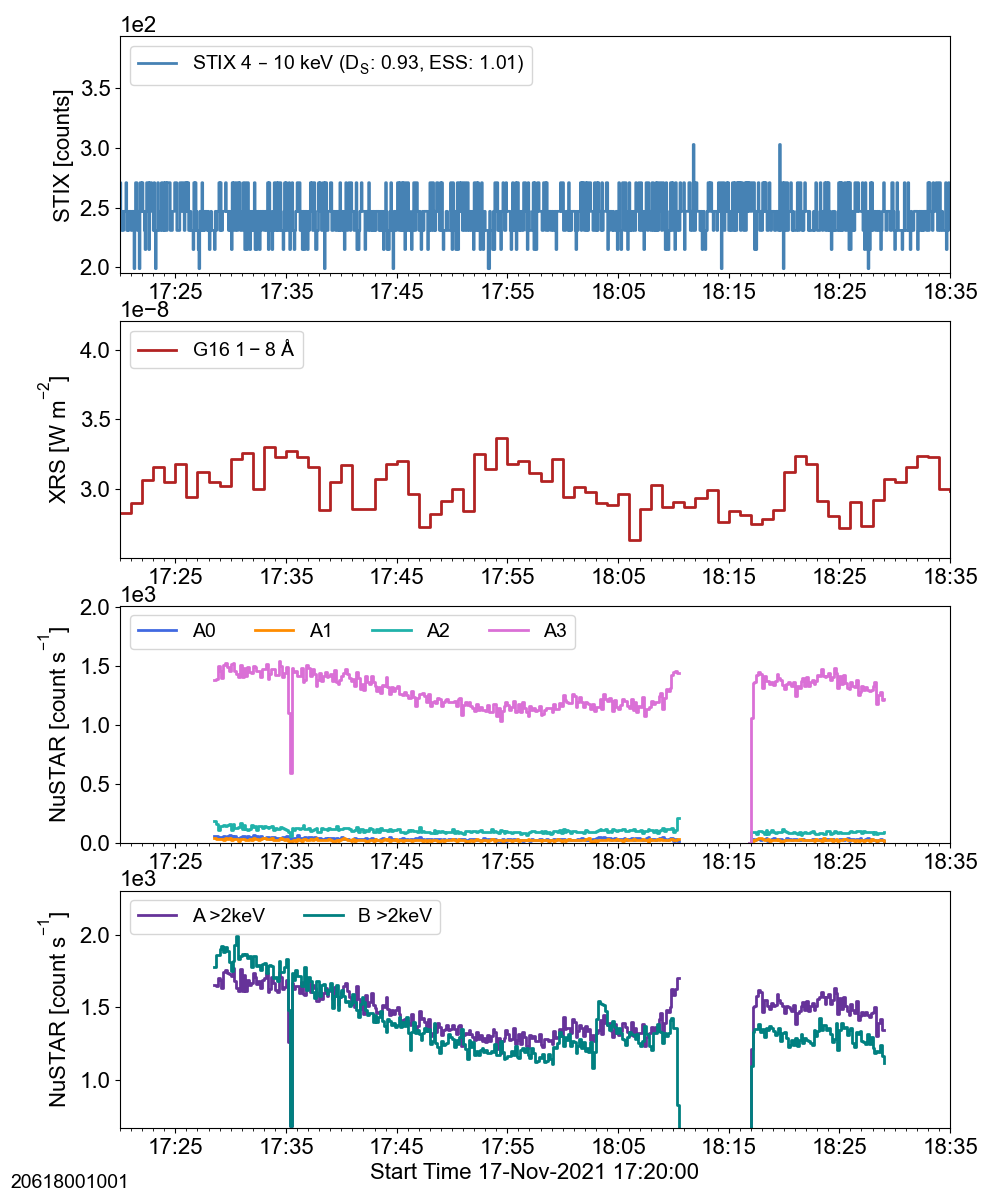 1e2
STIX 4 – 10 keV (D_S: 0.93, ESS: 1.01)
STIX [counts]
3.5
3.0
2.5
2.0
17:25 17:35 17:45 17:55 18:05 18:15 18:25 18:35
1e−8
G16 1 – 8 Å
XRS [W m⁻²]
4.0
3.5
3.0
17:25 17:35 17:45 17:55 18:05 18:15 18:25 18:35
1e3
A0 A1 A2 A3
NuSTAR [count s⁻¹]
2.0
1.5
1.0
0.5
0.0
17:25 17:35 17:45 17:55 18:05 18:15 18:25 18:35
1e3
A >2keV B >2keV
NuSTAR [count s⁻¹]
2.0
1.5
1.0
17:25 17:35 17:45 17:55 18:05 18:15 18:25 18:35
Start Time 17-Nov-2021 17:20:00
20618001001